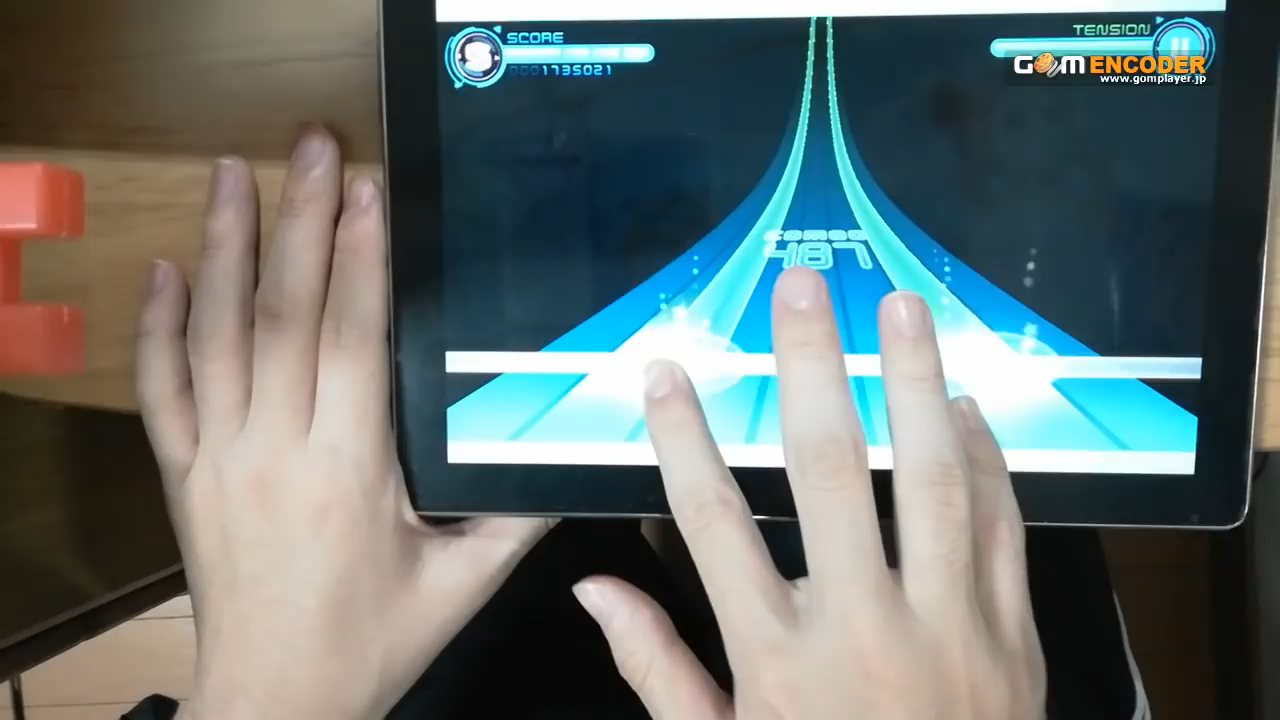 SCORE
0001735021
TENSION
GOM ENCODER
www.gomplayer.jp
COMBO
487